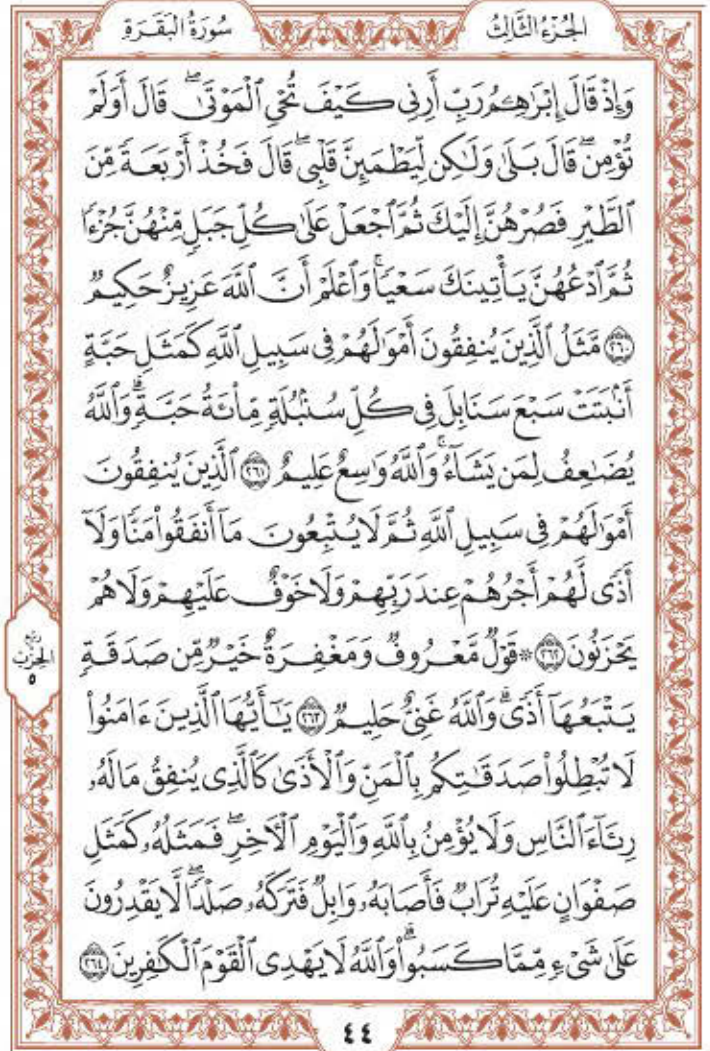 الجُزْءُ الثَّالِثُ
سُورَةُ البَقَرَةِ
وَإِذْ قَالَ إِبْرَٰهِـۧمُ رَبِّ أَرِنِي كَيْفَ تُحْيِ ٱلْمَوْتَىٰۖ قَالَ أَوَلَمْ
تُؤْمِنۖ قَالَ بَلَىٰ وَلَٰكِن لِّيَطْمَئِنَّ قَلْبِيۖ قَالَ فَخُذْ أَرْبَعَةً مِّنَ
ٱلطَّيْرِ فَصُرْهُنَّ إِلَيْكَ ثُمَّ ٱجْعَلْ عَلَىٰ كُلِّ جَبَلٍ مِّنْهُنَّ جُزْءًا
ثُمَّ ٱدْعُهُنَّ يَأْتِينَكَ سَعْيًاۚ وَٱعْلَمْ أَنَّ ٱللَّهَ عَزِيزٌ حَكِيمٌ
٢٦٠ مَّثَلُ ٱلَّذِينَ يُنفِقُونَ أَمْوَٰلَهُمْ فِي سَبِيلِ ٱللَّهِ كَمَثَلِ حَبَّةٍ
أَنۢبَتَتْ سَبْعَ سَنَابِلَ فِي كُلِّ سُنۢبُلَةٍ مِّا۟ئَةُ حَبَّةٍۗ وَٱللَّهُ
يُضَٰعِفُ لِمَن يَشَآءُۚ وَٱللَّهُ وَٰسِعٌ عَلِيمٌ ٢٦١ ٱلَّذِينَ يُنفِقُونَ
أَمْوَٰلَهُمْ فِي سَبِيلِ ٱللَّهِ ثُمَّ لَا يُتْبِعُونَ مَآ أَنفَقُوا۟ مَنًّا وَلَآ
أَذًى لَّهُمْ أَجْرُهُمْ عِندَ رَبِّهِمْ وَلَا خَوْفٌ عَلَيْهِمْ وَلَا هُمْ
يَحْزَنُونَ ٢٦٢ ۞ قَوْلٌ مَّعْرُوفٌ وَمَغْفِرَةٌ خَيْرٌ مِّن صَدَقَةٍ
يَتْبَعُهَآ أَذًىۗ وَٱللَّهُ غَنِيٌّ حَلِيمٌ ٢٦٣ يَٰٓأَيُّهَا ٱلَّذِينَ ءَامَنُوا۟
لَا تُبْطِلُوا۟ صَدَقَٰتِكُم بِٱلْمَنِّ وَٱلْأَذَىٰ كَٱلَّذِي يُنفِقُ مَالَهُۥ
رِئَآءَ ٱلنَّاسِ وَلَا يُؤْمِنُ بِٱللَّهِ وَٱلْيَوْمِ ٱلْءَاخِرِۖ فَمَثَلُهُۥ كَمَثَلِ
صَفْوَانٍ عَلَيْهِ تُرَابٌ فَأَصَابَهُۥ وَابِلٌ فَتَرَكَهُۥ صَلْدًاۖ لَّا يَقْدِرُونَ
عَلَىٰ شَيْءٍ مِّمَّا كَسَبُوا۟ۗ وَٱللَّهُ لَا يَهْدِي ٱلْقَوْمَ ٱلْكَٰفِرِينَ ٢٦٤
ربع
الحزب
٥
٤٤